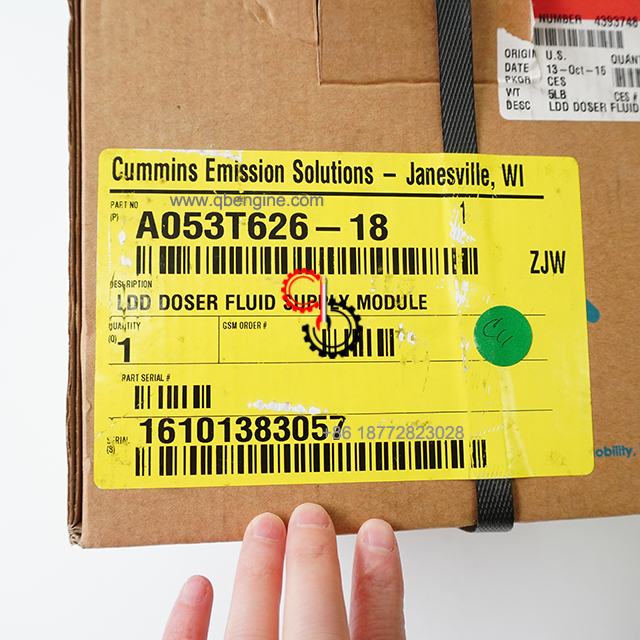 NUMBER 4393748
ORIGIN U.S.
DATE 13-Oct-16
PKGR CES
WT 5LB
CES #
DESC LDD DOSER FLUID
Cummins Emission Solutions – Janesville, WI
www.qbengine.com
PART NO
(P)
A053T626–18
1
ZJW
DESCRIPTION
LDD DOSER FLUID SUPPLY MODULE
QUANTITY
(Q)
1
GSM ORDER #
CU
PART SERIAL #
16101383057
+86 18772823028
SERIAL
(S)
obility.